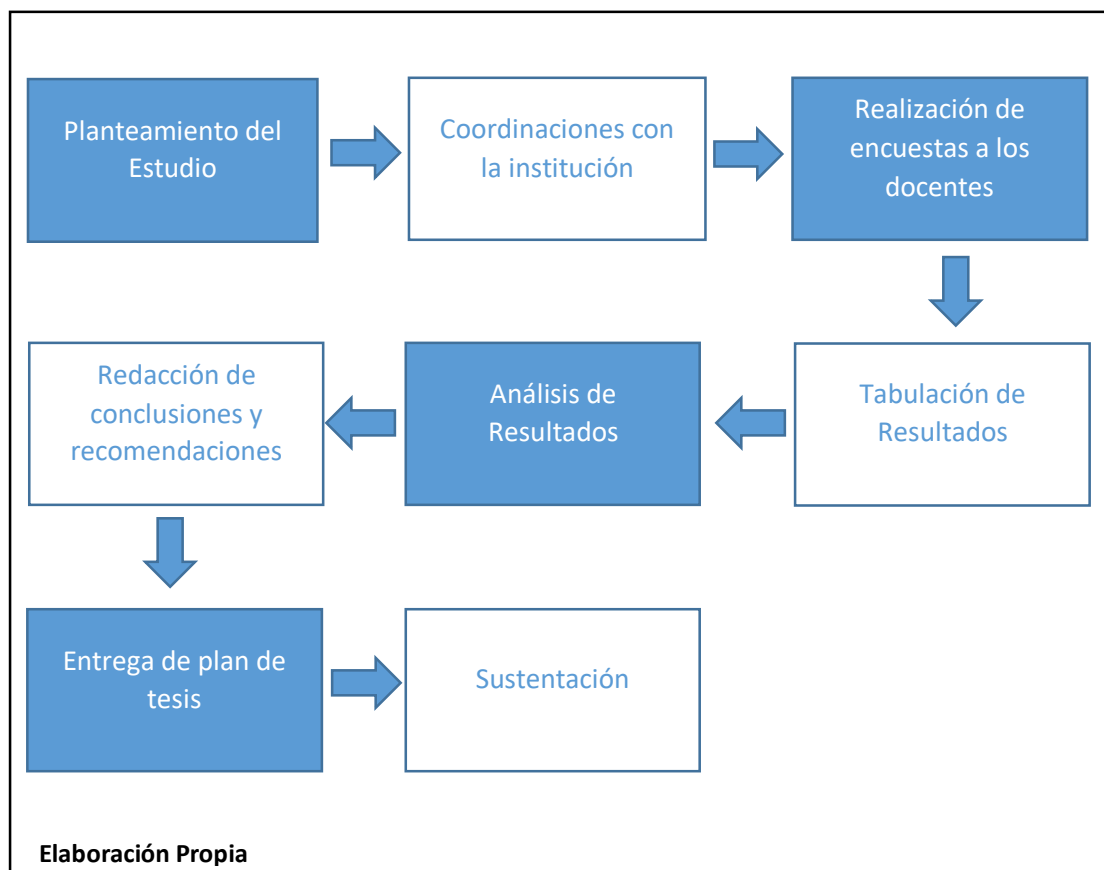 Planteamiento del
Estudio
Coordinaciones con
la institución
Realización de
encuestas a los
docentes
Tabulación de
Resultados
Análisis de
Resultados
Redacción de
conclusiones y
recomendaciones
Entrega de plan de
tesis
Sustentación
Elaboración Propia